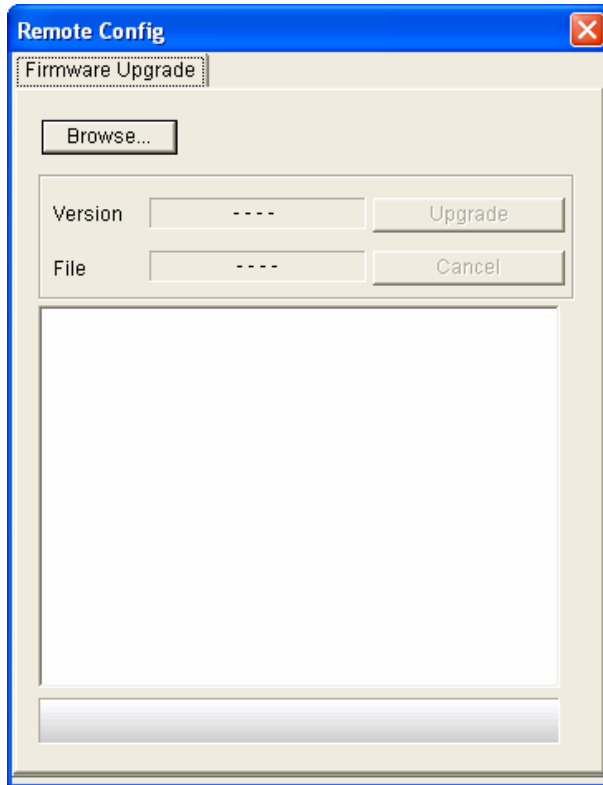 Remote Config
Firmware Upgrade
Browse...
Version ---- Upgrade
File ---- Cancel